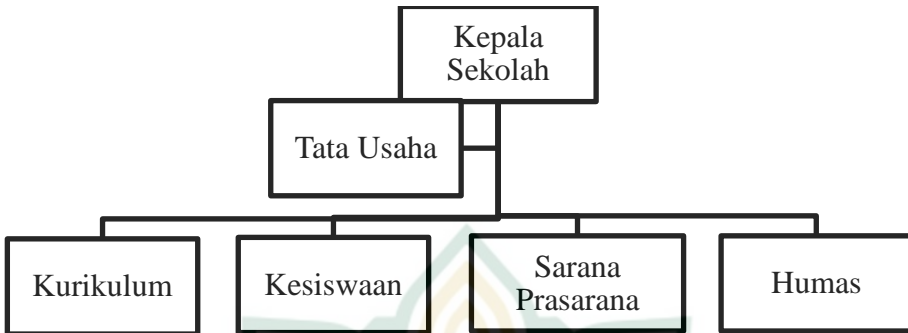 Kepala
Sekolah
Tata Usaha
Kurikulum
Kesiswaan
Sarana
Prasarana
Humas